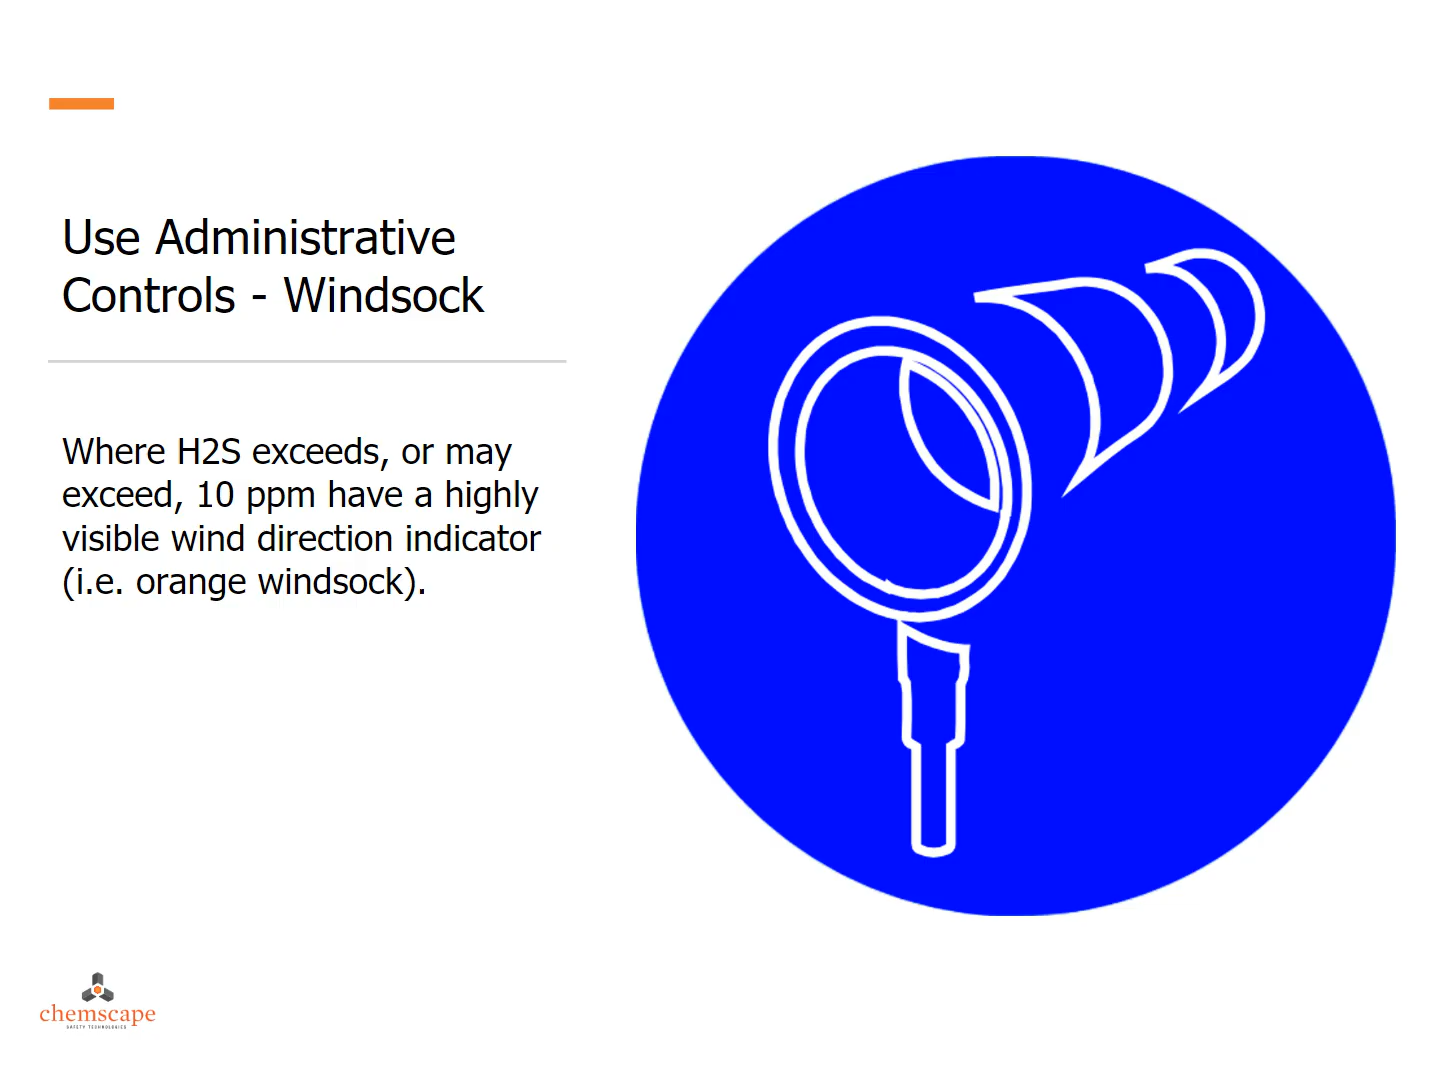 Use Administrative
Controls - Windsock
Where H2S exceeds, or may
exceed, 10 ppm have a highly
visible wind direction indicator
(i.e. orange windsock).
chemscape
SAFETY TECHNOLOGIES